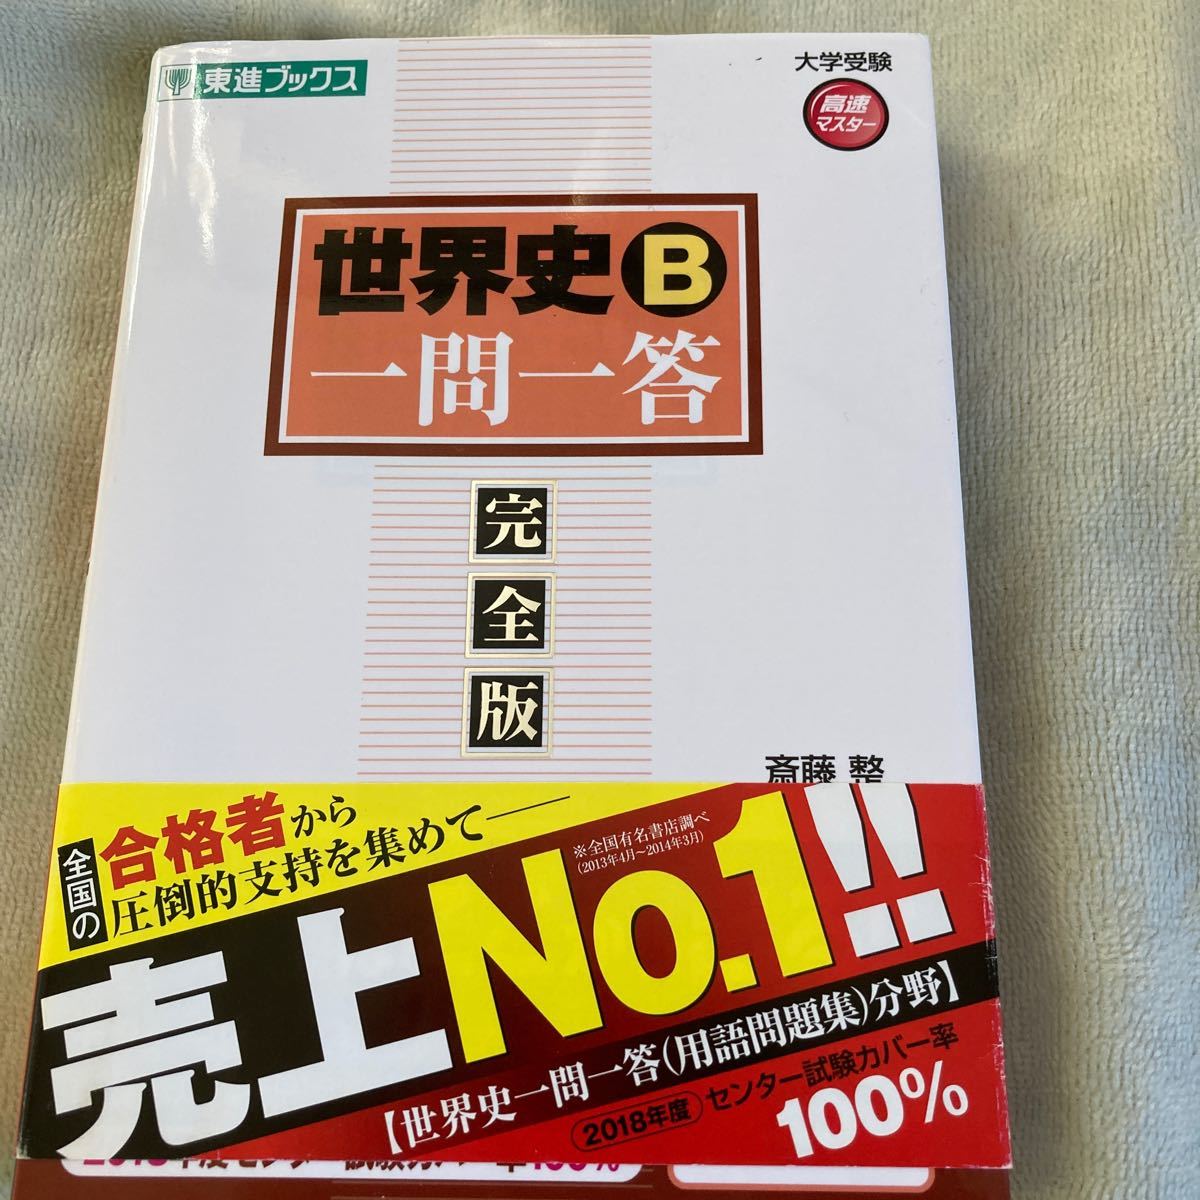 東進ブックス
大学受験
高速
マスター
世界史B
一問一答
完
全
版
斎藤 整
全国の
合格者から
圧倒的支持を集めて──
※全国有名書店調べ
(2013年4月〜2014年3月)
売上No.1!!
【世界史一問一答(用語問題集)分野】
2018年度 センター試験カバー率
100%